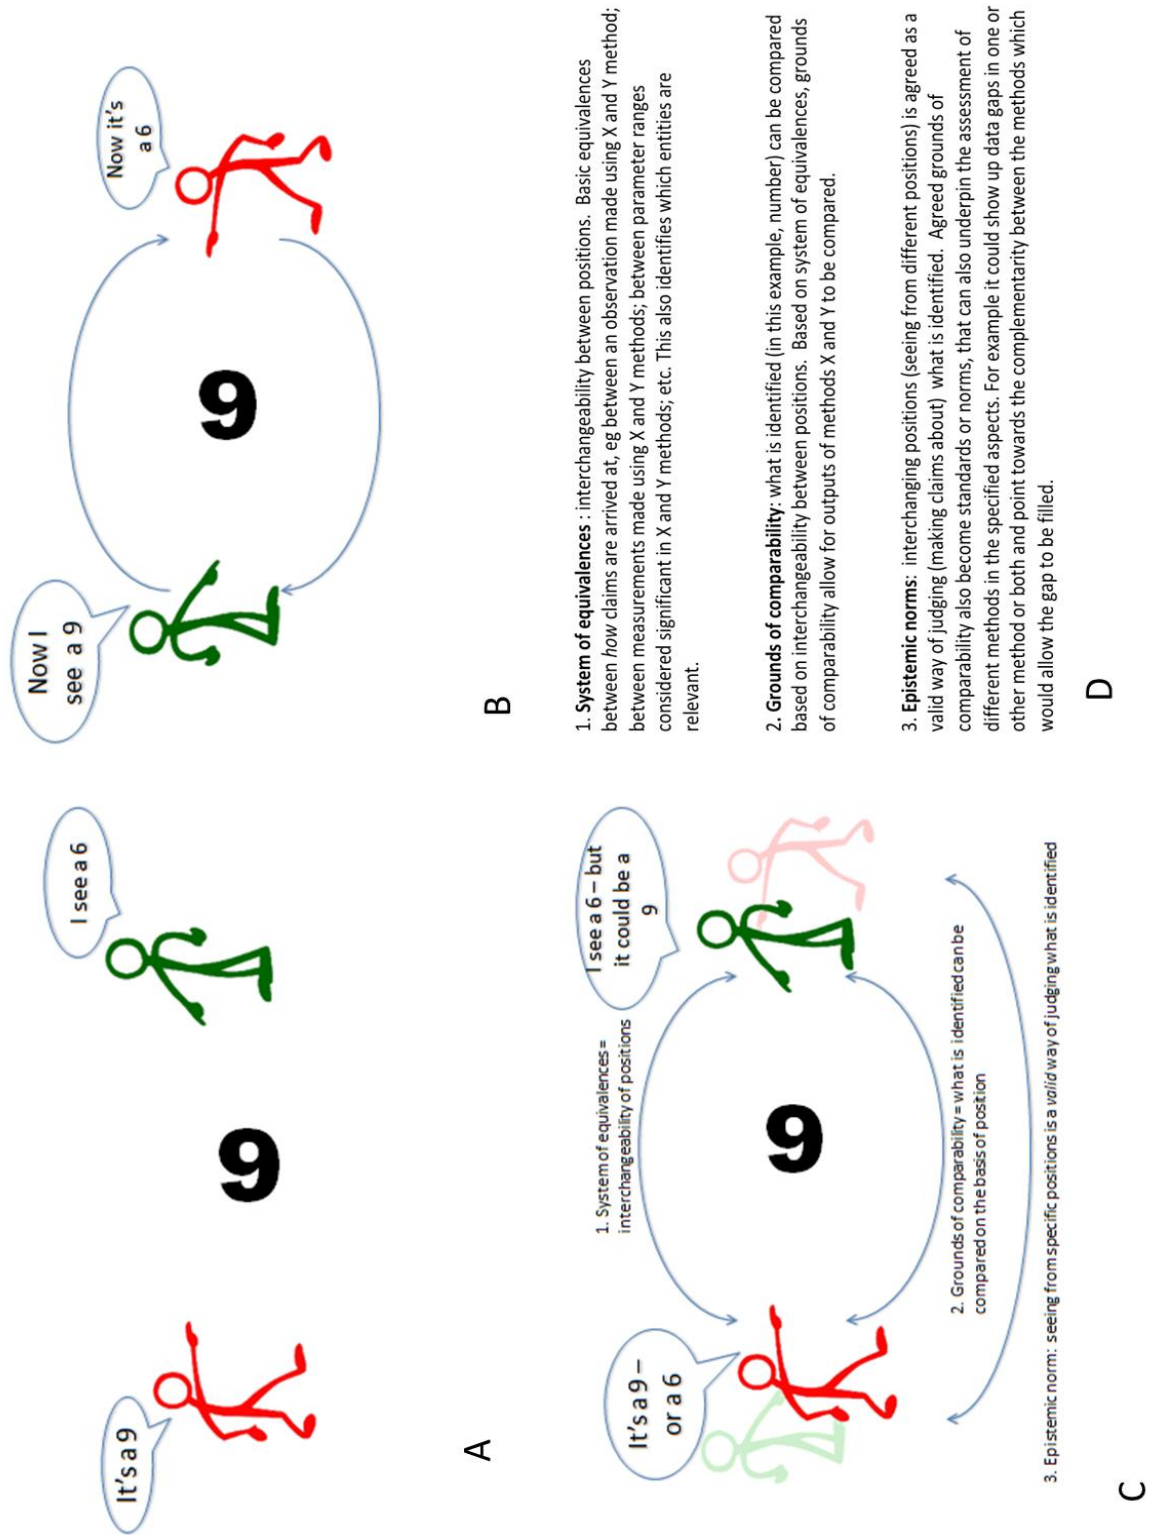 It's a 9
I see a 6
9
A
Now I
see a 9
Now it's
a 6
9
B
It's a 9 –
or a 6
I see a 6 – but
it could be a
9
1. System of equivalences =
interchangeability of positions
9
2. Grounds of comparability = what is identified can be
compared on the basis of position
3. Epistemic norm: seeing from specific positions is a valid way of judging what is identified
C
1. System of equivalences : interchangeability between positions. Basic equivalences
between how claims are arrived at, eg between an observation made using X and Y method;
between measurements made using X and Y methods; between parameter ranges
considered significant in X and Y methods; etc. This also identifies which entities are
relevant.
2. Grounds of comparability: what is identified (in this example, number) can be compared
based on interchangeability between positions. Based on system of equivalences, grounds
of comparability allow for outputs of methods X and Y to be compared.
3. Epistemic norms: interchanging positions (seeing from different positions) is agreed as a
valid way of judging (making claims about) what is identified. Agreed grounds of
comparability also become standards or norms, that can also underpin the assessment of
different methods in the specified aspects. For example it could show up data gaps in one or
other method or both and point towards the complementarity between the methods which
would allow the gap to be filled.
D